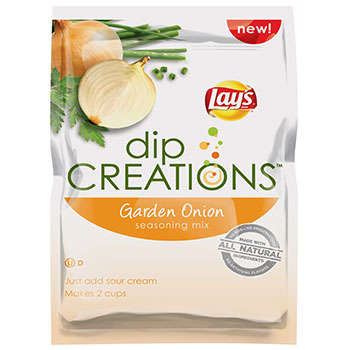 new!
Lay's
dip
CREATIONS™
Garden Onion
seasoning mix
MADE WITH
ALL NATURAL
INGREDIENTS
U D
Just add sour cream
Makes 2 cups